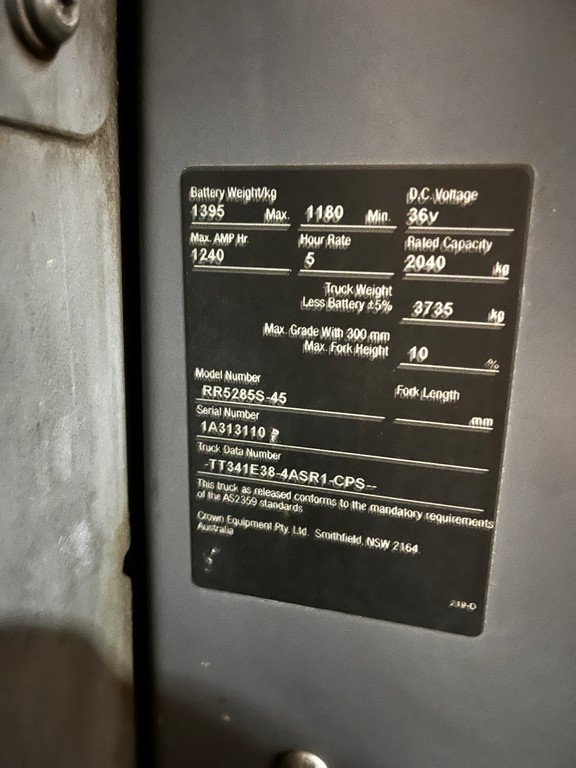 Battery Weight/kg
D.C. Voltage
1395 Max. 1180 Min. 36v
Max. AMP Hr. Hour Rate Rated Capacity
1240 5 2040 kg
Truck Weight
Less Battery ±5% 3735 kg
Max. Grade With 300 mm
Max. Fork Height 10 %
Model Number
Fork Length
RR5285S-45
mm
Serial Number
1A313110
Truck Data Number
-TT341E38-4ASR1-CPS--
This truck as released conforms to the mandatory requirements
of the AS2359 standards
Crown Equipment Pty. Ltd. Smithfield, NSW 2164
Australia